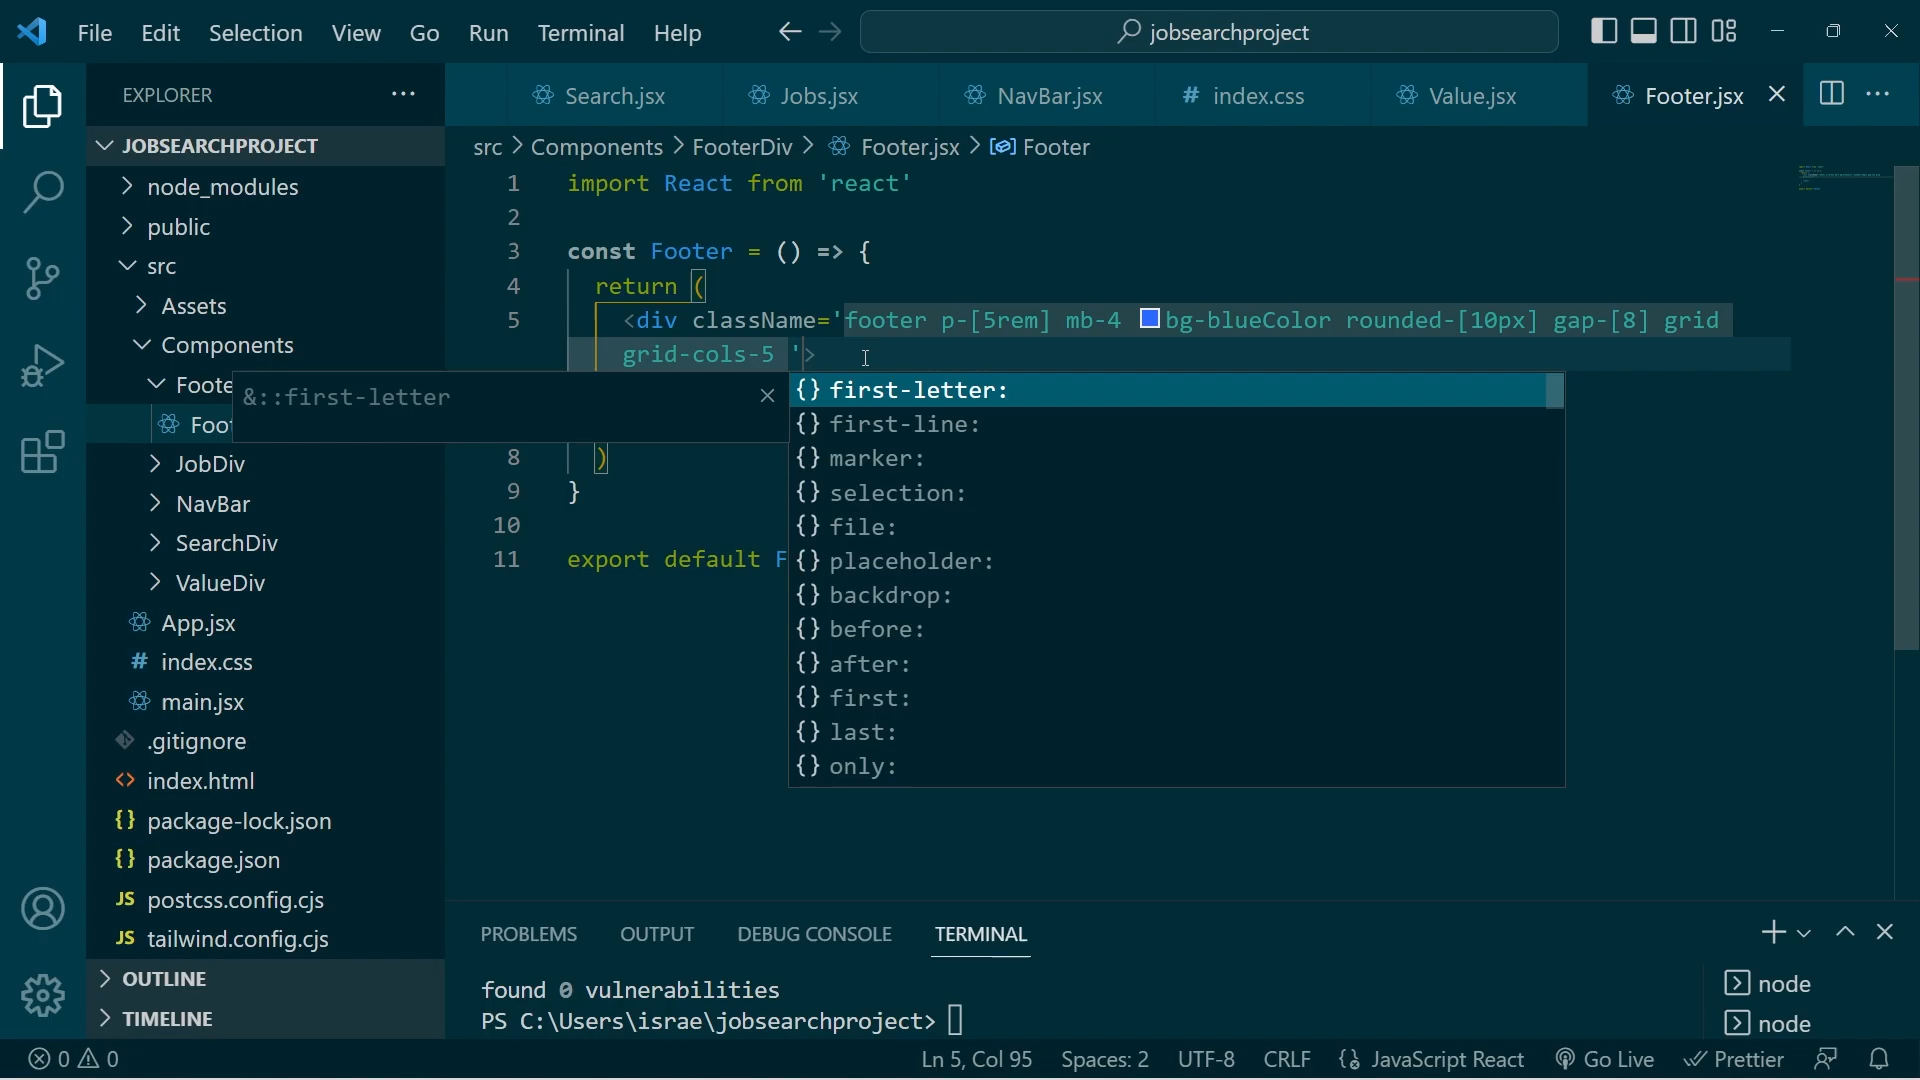 File Edit Selection View Go Run Terminal Help
jobsearchproject
EXPLORER
Search.jsx
Jobs.jsx
NavBar.jsx
# index.css
Value.jsx
Footer.jsx
JOBSEARCHPROJECT
node_modules
public
src
Assets
Components
Foote
Foot
JobDiv
NavBar
SearchDiv
ValueDiv
App.jsx
# index.css
main.jsx
.gitignore
<> index.html
{} package-lock.json
{} package.json
JS postcss.config.cjs
JS tailwind.config.cjs
OUTLINE
TIMELINE
src > Components > FooterDiv > Footer.jsx > Footer
1 import React from 'react'
2
3 const Footer = () => {
4 return (
5 <div className='footer p-[5rem] mb-4 bg-blueColor rounded-[10px] gap-[8] grid
grid-cols-5 '>
&::first-letter
{} first-letter:
{} first-line:
{} marker:
{} selection:
{} file:
{} placeholder:
{} backdrop:
{} before:
{} after:
{} first:
{} last:
{} only:
8 )
9 }
10
11 export default F
PROBLEMS OUTPUT DEBUG CONSOLE TERMINAL
found 0 vulnerabilities
PS C:\Users\israe\jobsearchproject>
node
node
0 0
Ln 5, Col 95 Spaces: 2 UTF-8 CRLF JavaScript React Go Live Prettier